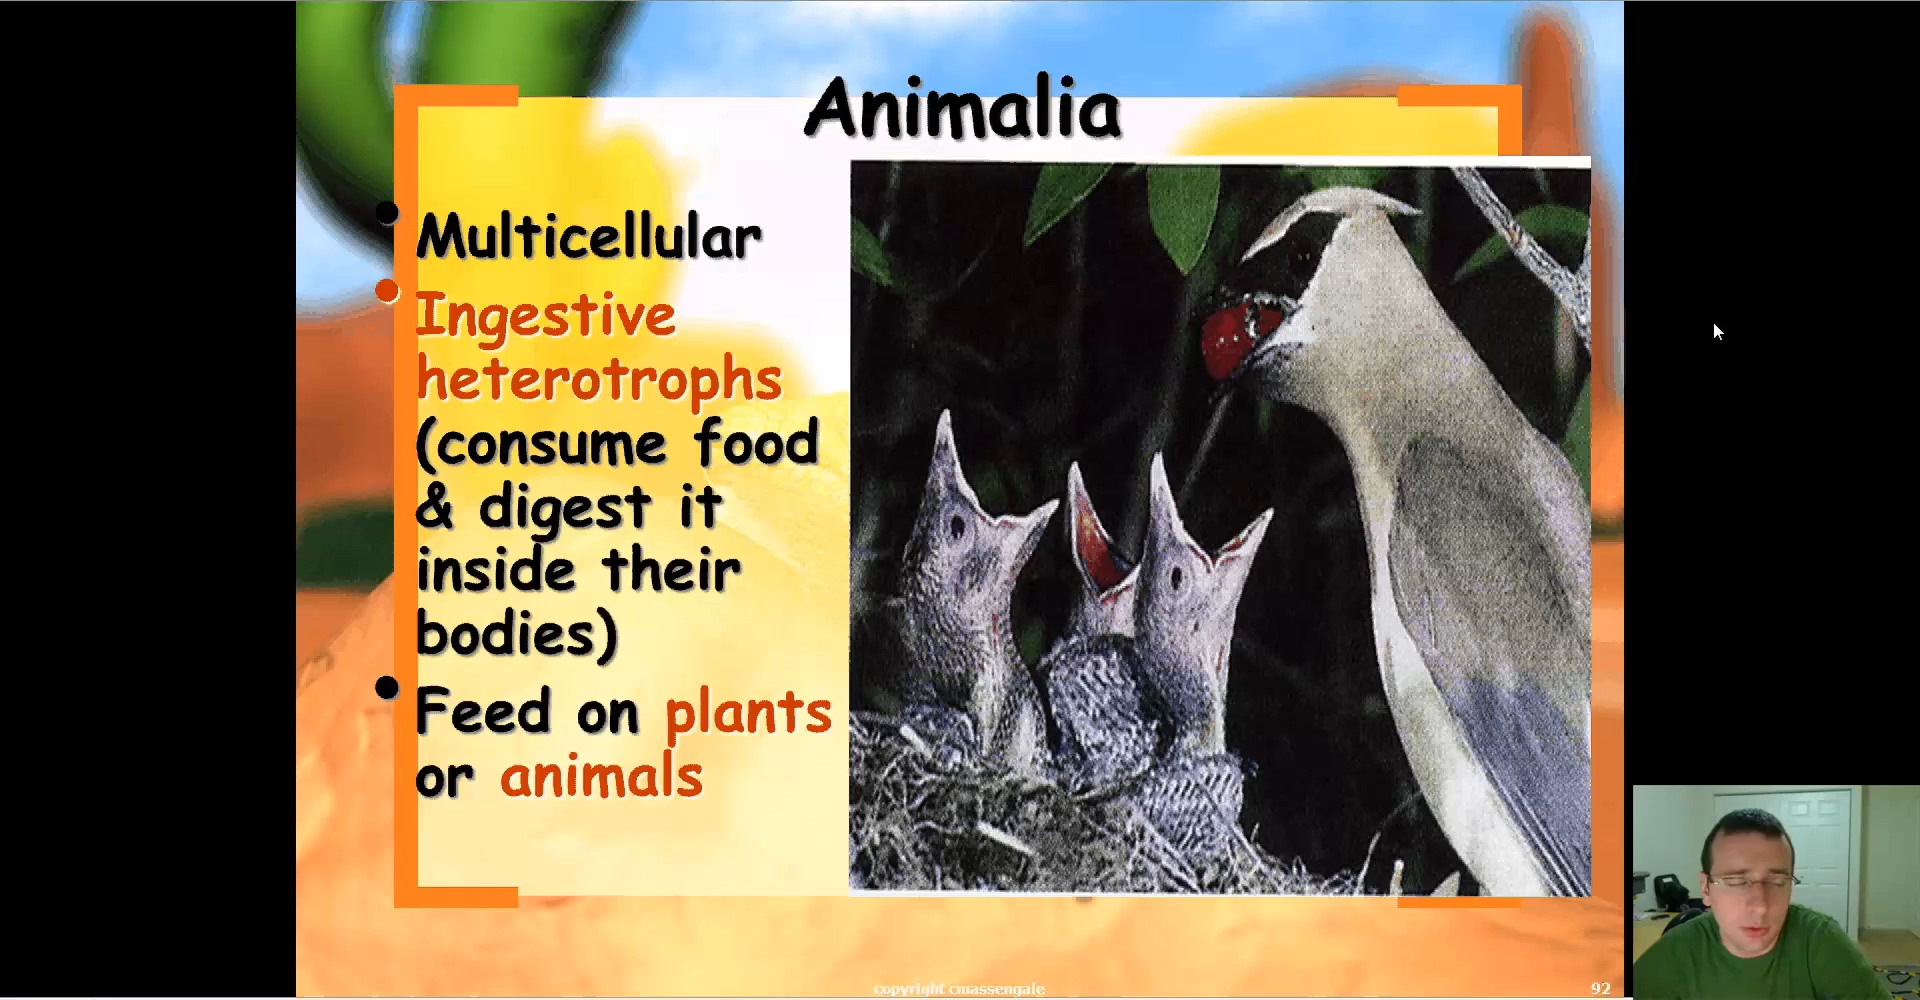 Animalia
Multicellular
Ingestive
heterotrophs
(consume food
& digest it
inside their
bodies)
Feed on plants
or animals
copyright cmassengale
92